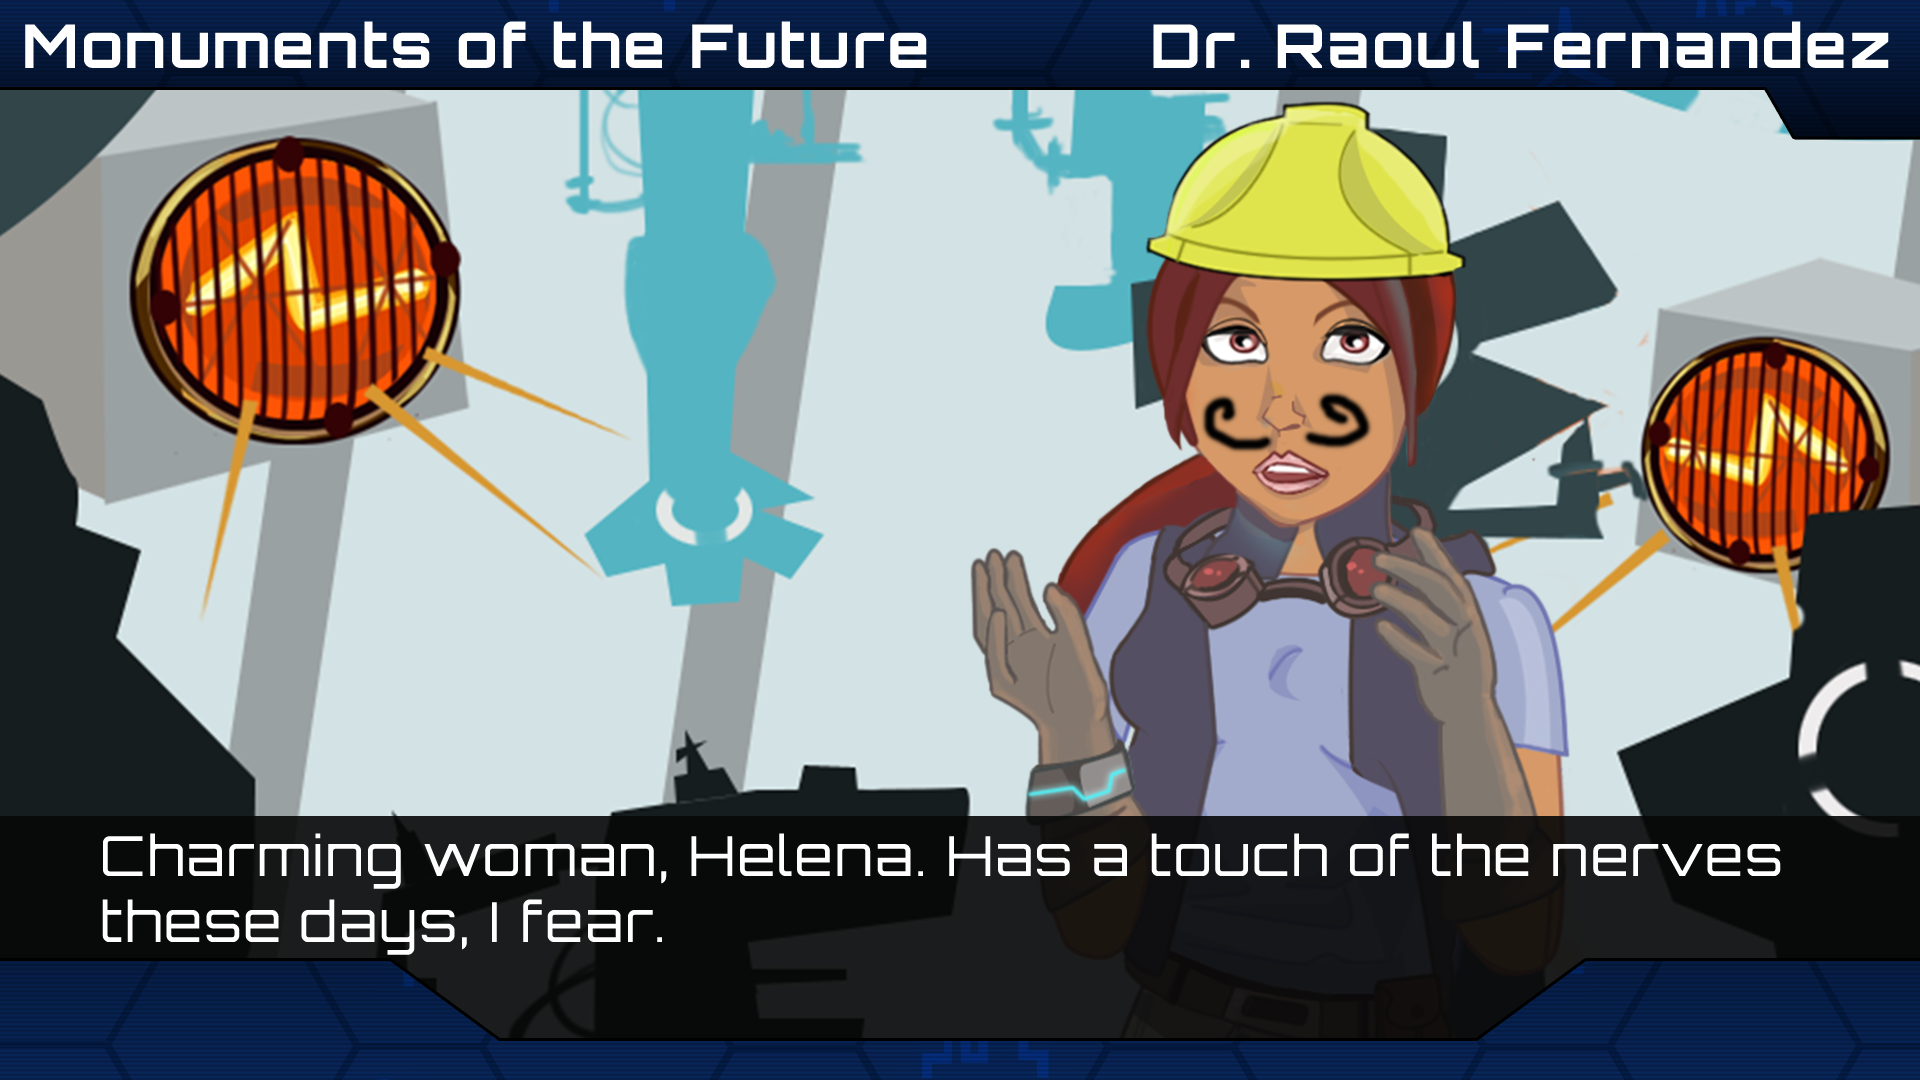 Monuments of the Future
Dr. Raoul Fernandez
Charming woman, Helena. Has a touch of the nerves
these days, I fear.